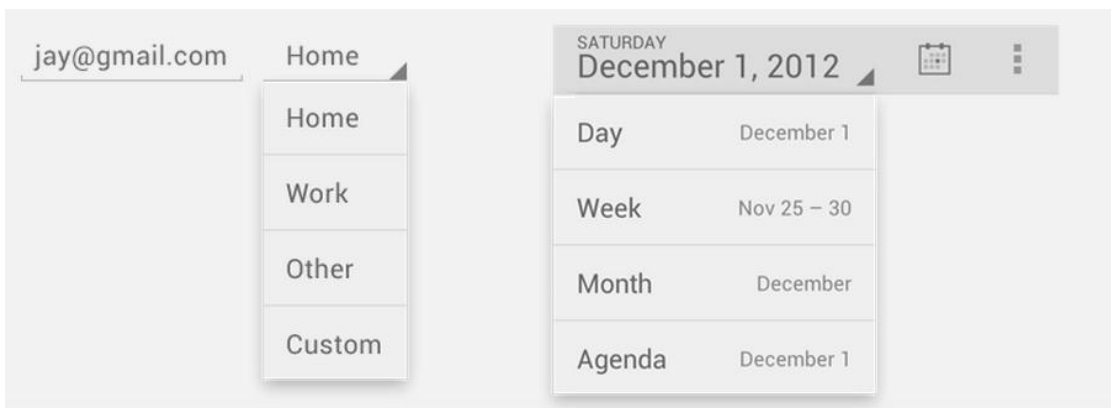 jay@gmail.com
Home
Home
Work
Other
Custom
SATURDAY
December 1, 2012
Day December 1
Week Nov 25 – 30
Month December
Agenda December 1